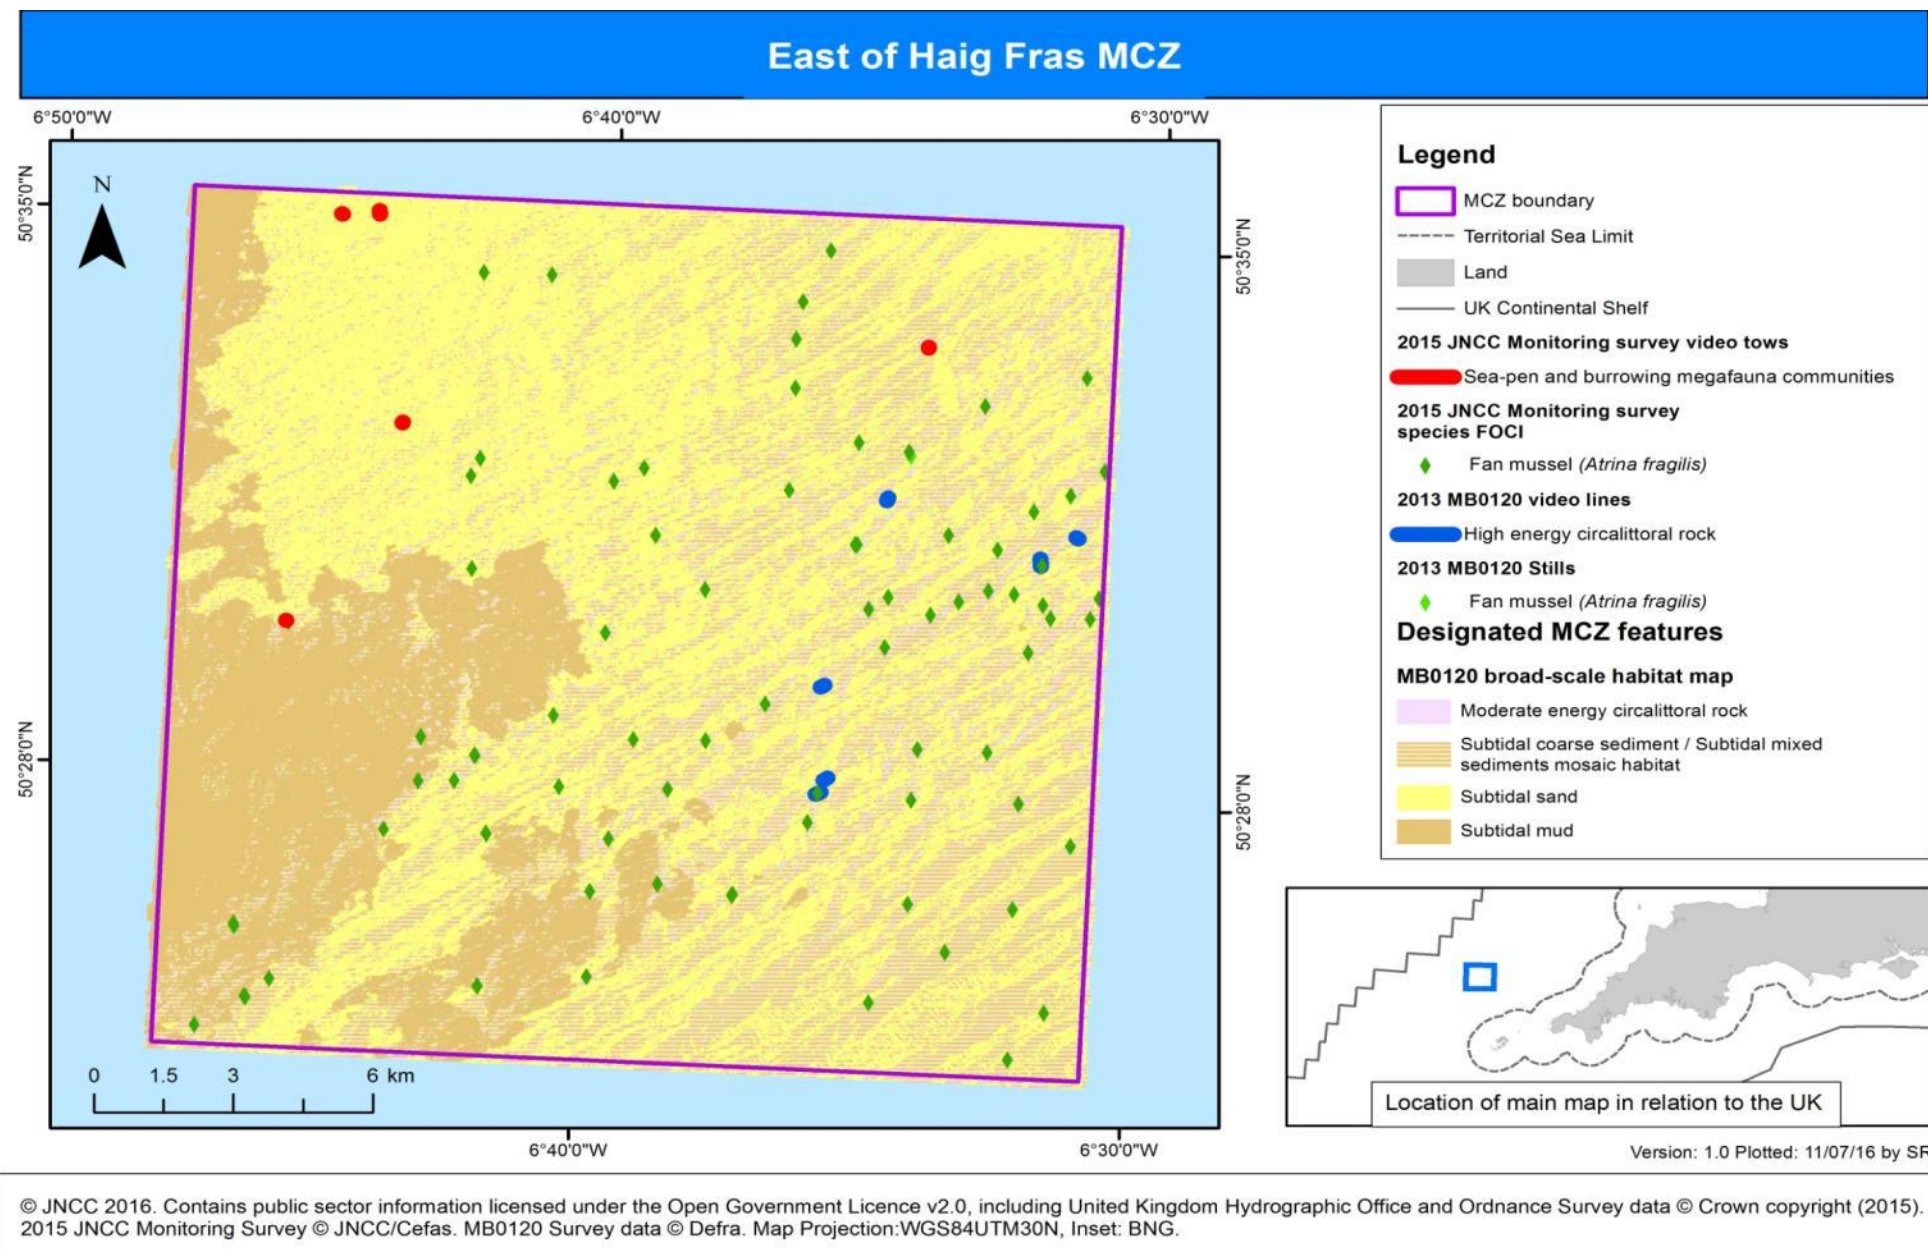 East of Haig Fras MCZ
6°50'0"W
6°40'0"W
6°30'0"W
50°35'0"N
50°35'0"N
N
50°28'0"N
50°28'0"N
0 1.5 3 6 km
6°40'0"W
6°30'0"W
Legend
MCZ boundary
Territorial Sea Limit
Land
UK Continental Shelf
2015 JNCC Monitoring survey video tows
Sea-pen and burrowing megafauna communities
2015 JNCC Monitoring survey
species FOCI
Fan mussel (Atrina fragilis)
2013 MB0120 video lines
High energy circalittoral rock
2013 MB0120 Stills
Fan mussel (Atrina fragilis)
Designated MCZ features
MB0120 broad-scale habitat map
Moderate energy circalittoral rock
Subtidal coarse sediment / Subtidal mixed
sediments mosaic habitat
Subtidal sand
Subtidal mud
Location of main map in relation to the UK
Version: 1.0 Plotted: 11/07/16 by SR
© JNCC 2016. Contains public sector information licensed under the Open Government Licence v2.0, including United Kingdom Hydrographic Office and Ordnance Survey data © Crown copyright (2015).
2015 JNCC Monitoring Survey © JNCC/Cefas. MB0120 Survey data © Defra. Map Projection:WGS84UTM30N, Inset: BNG.